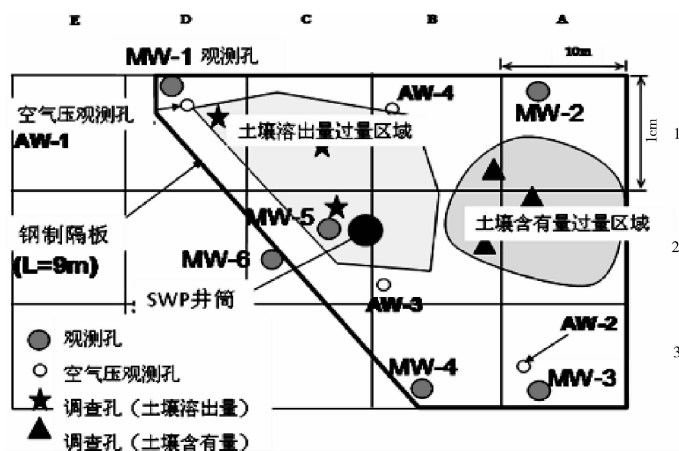 E D C B A
10m
MW-1 观测孔
空气压观测孔
AW-1
AW-4
MW-2
1cm
1
土壤溶出量过量区域
MW-5
土壤含有量过量区域
2
钢制隔板
(L=9m)
MW-6
SWP井筒
AW-3
AW-2
3
MW-4
MW-3
观测孔
空气压观测孔
调查孔（土壤溶出量）
调查孔（土壤含有量）